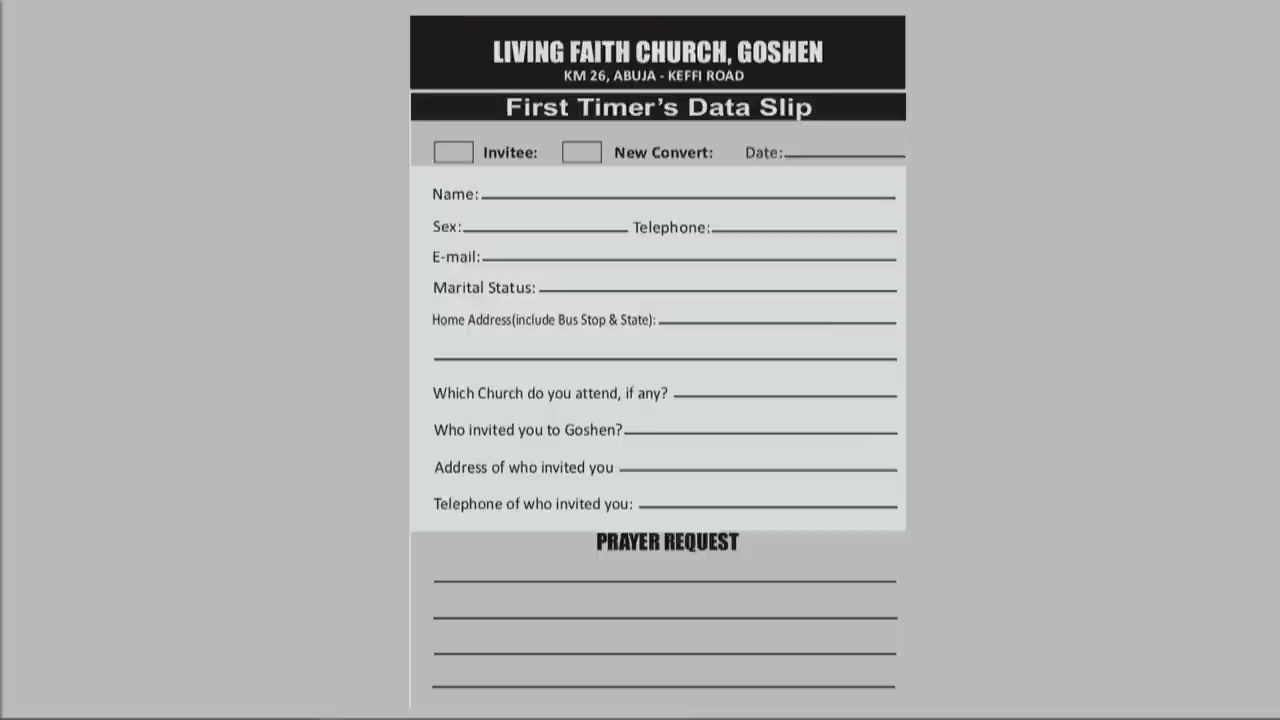 LIVING FAITH CHURCH, GOSHEN
KM 26, ABUJA - KEFFI ROAD
First Timer’s Data Slip
Invitee: New Convert: Date:
Name:
Sex: Telephone:
E-mail:
Marital Status:
Home Address(include Bus Stop & State):
Which Church do you attend, if any?
Who invited you to Goshen?
Address of who invited you
Telephone of who invited you:
PRAYER REQUEST